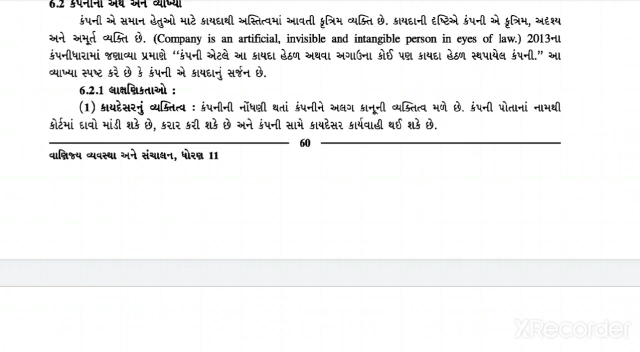 6.2 કંપનીનો અર્થ અને વ્યાખ્યા
કંપની એ સમાન હેતુઓ માટે કાયદાથી અસ્તિત્વમાં આવતી કૃત્રિમ વ્યક્તિ છે. કાયદાની દૃષ્ટિએ કંપની એ કૃત્રિમ, અદૃશ્ય
અને અમૂર્ત વ્યક્તિ છે. (Company is an artificial, invisible and intangible person in eyes of law.) 2013ના
કંપનીધારામાં જણાવ્યા પ્રમાણે “કંપની એટલે આ કાયદા હેઠળ અથવા અગાઉના કોઈ પણ કાયદા હેઠળ સ્થપાયેલ કંપની.” આ
વ્યાખ્યા સ્પષ્ટ કરે છે કે કંપની એ કાયદાનું સર્જન છે.
6.2.1 લાક્ષણિકતાઓ :
(1) કાયદેસરનું વ્યક્તિત્વ : કંપનીની નોંધણી થતાં કંપનીને અલગ કાનૂની વ્યક્તિત્વ મળે છે. કંપની પોતાનાં નામથી
કોર્ટમાં દાવો માંડી શકે છે, કરાર કરી શકે છે અને કંપની સામે કાયદેસર કાર્યવાહી થઈ શકે છે.
60
વાણિજ્ય વ્યવસ્થા અને સંચાલન, ધોરણ 11
XRecorder